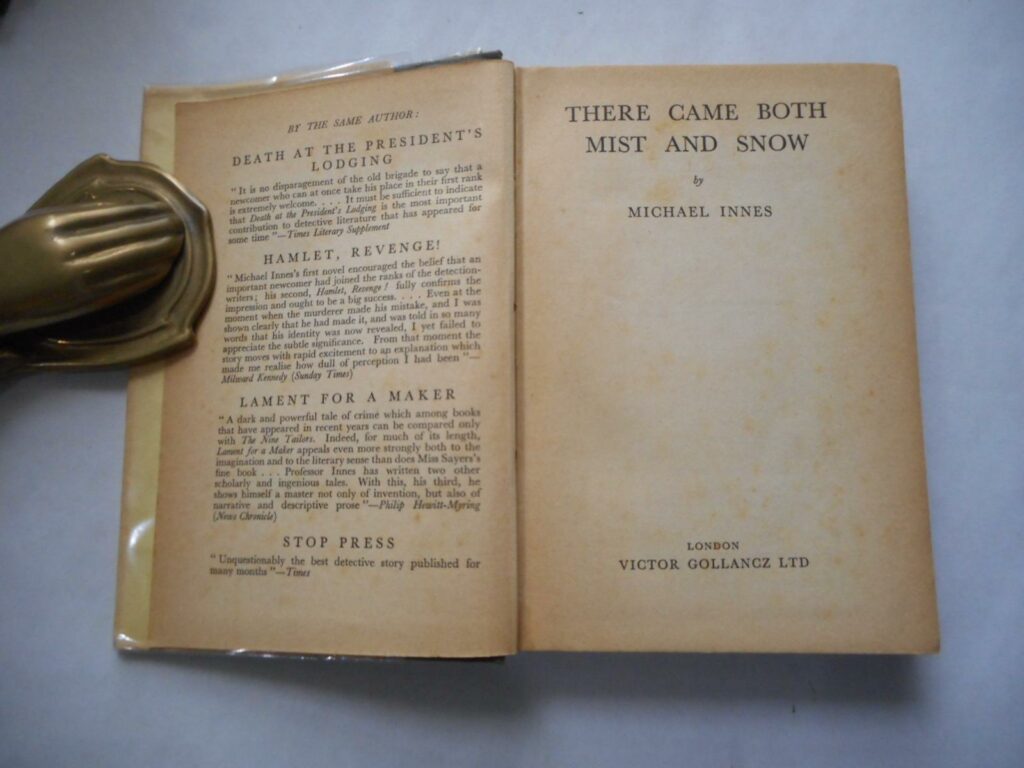 BY THE SAME AUTHOR:
DEATH AT THE PRESIDENT'S
LODGING
"It is no disparagement of the old brigade to say that a
newcomer who can at once take his place in their first rank
is extremely welcome. . . . It must be sufficient to indicate
that Death at the President's Lodging is the most important
contribution to detective literature that has appeared for
some time"—Times Literary Supplement
HAMLET, REVENGE!
"Michael Innes's first novel encouraged the belief that an
important newcomer had joined the ranks of the detection-
writers; his second, Hamlet, Revenge! fully confirms the
impression and ought to be a big success. . . . Even at the
moment when the murderer made his mistake, and I was
shown clearly that he had made it, and was told in so many
words that his identity was now revealed, I yet failed to
appreciate the subtle significance. From that moment the
story moves with rapid excitement to an explanation which
made me realise how dull of perception I had been"—
Milward Kennedy (Sunday Times)
LAMENT FOR A MAKER
"A dark and powerful tale of crime which among books
that have appeared in recent years can be compared only
with The Nine Tailors. Indeed, for much of its length,
Lament for a Maker appeals even more strongly both to the
imagination and to the literary sense than does Miss Sayers's
fine book . . . Professor Innes has written two other
scholarly and ingenious tales. With this, his third, he
shows himself a master not only of invention, but also of
narrative and descriptive prose"—Philip Hewitt-Myring
(News Chronicle)
STOP PRESS
"Unquestionably the best detective story published for
many months"—Times
THERE CAME BOTH
MIST AND SNOW
by
MICHAEL INNES
LONDON
VICTOR GOLLANCZ LTD